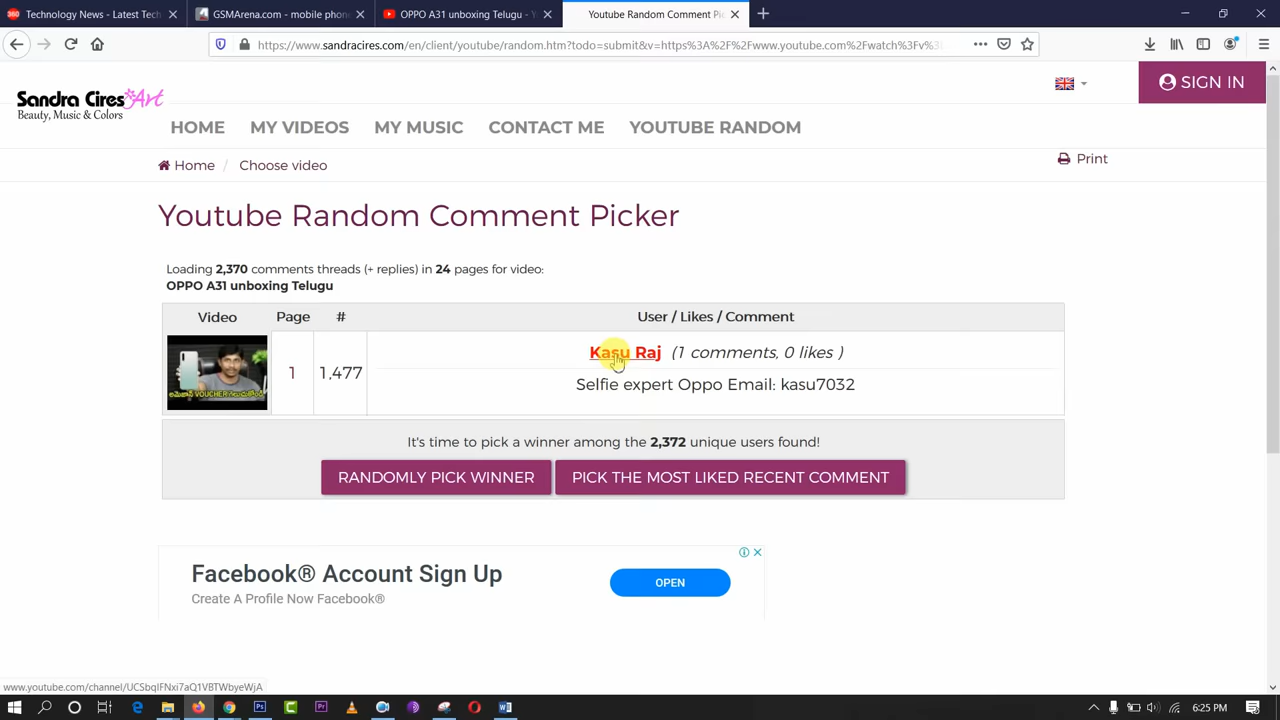 Technology News - Latest Tech
GSMArena.com - mobile phone
OPPO A31 unboxing Telugu - Y
Youtube Random Comment Pic
https://www.sandracires.com/en/client/youtube/random.htm?todo=submit&v=https%3A%2F%2Fwww.youtube.com%2Fwatch%3Fv%3
Sandra Cires Art
Beauty, Music & Colors
SIGN IN
HOME
MY VIDEOS
MY MUSIC
CONTACT ME
YOUTUBE RANDOM
Home / Choose video
Print
Youtube Random Comment Picker
Loading 2,370 comments threads (+ replies) in 24 pages for video:
OPPO A31 unboxing Telugu
Video
Page
#
User / Likes / Comment
అమెజాన్ VOUCHER గెలుచుకోండి
1
1,477
Kasu Raj (1 comments, 0 likes )
Selfie expert Oppo Email: kasu7032
It's time to pick a winner among the 2,372 unique users found!
RANDOMLY PICK WINNER
PICK THE MOST LIKED RECENT COMMENT
Facebook® Account Sign Up
Create A Profile Now Facebook®
OPEN
www.youtube.com/channel/UCSbqlFNxi7aQ1VBTWbyeWjA
6:25 PM